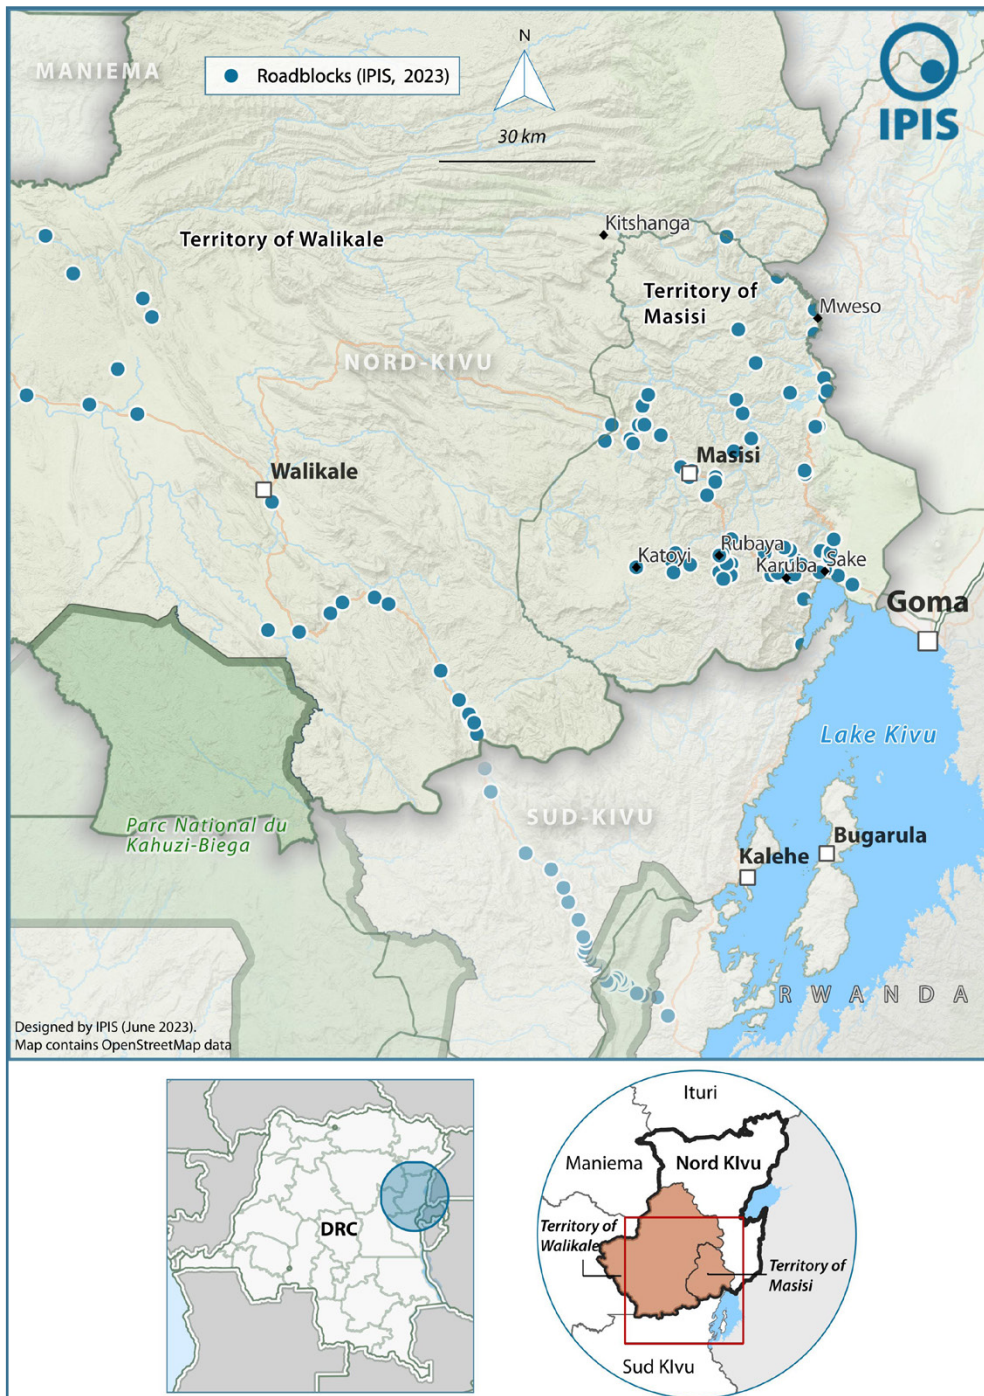 MANIEMA
Roadblocks (IPIS, 2023)
N
30 km
IPIS
Kitshanga
Territory of Walikale
Territory of
Masisi
Mweso
NORD-KIVU
Masisi
Walikale
Rubaya
Katoyi
Karuba
Sake
Goma
Lake Kivu
SUD-KIVU
Parc National du
Kahuzi-Biega
Bugarula
Kalehe
RWANDA
Designed by IPIS (June 2023).
Map contains OpenStreetMap data
DRC
Ituri
Maniema
Nord KIvu
Territory of
Walikale
Territory of
Masisi
Sud KIvu